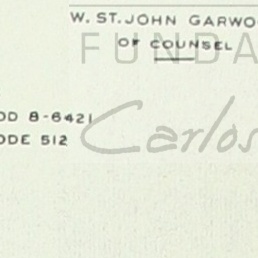 W. ST. JOHN GARWO
OF COUNSEL
FUNDA
OD 8-6421
ODE 512
Carlos